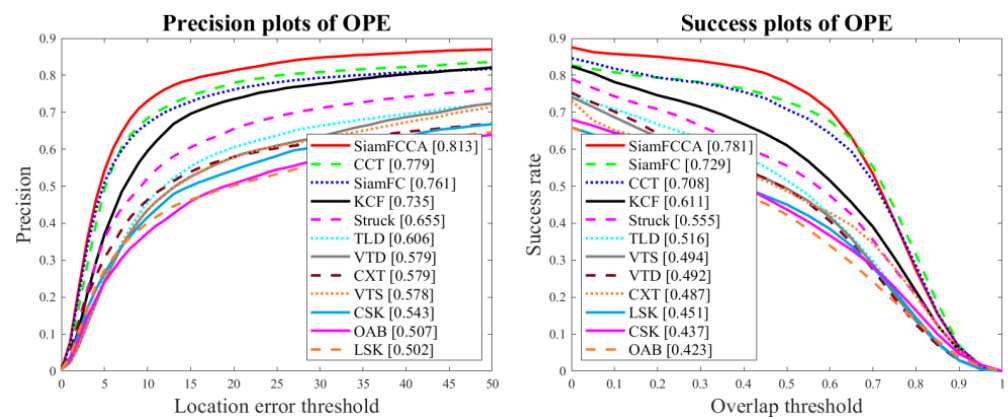 Precision plots of OPE
Precision
0.9
0.8
0.7
0.6
0.5
0.4
0.3
0.2
0.1
0
SiamFCCA [0.813]
CCT [0.779]
SiamFC [0.761]
KCF [0.735]
Struck [0.655]
TLD [0.606]
VTD [0.579]
CXT [0.579]
VTS [0.578]
CSK [0.543]
OAB [0.507]
LSK [0.502]
0 5 10 15 20 25 30 35 40 45 50
Location error threshold
Success plots of OPE
Success rate
0.9
0.8
0.7
0.6
0.5
0.4
0.3
0.2
0.1
0
SiamFCCA [0.781]
SiamFC [0.729]
CCT [0.708]
KCF [0.611]
Struck [0.555]
TLD [0.516]
VTS [0.494]
VTD [0.492]
CXT [0.487]
LSK [0.451]
CSK [0.437]
OAB [0.423]
0 0.1 0.2 0.3 0.4 0.5 0.6 0.7 0.8 0.9 1
Overlap threshold